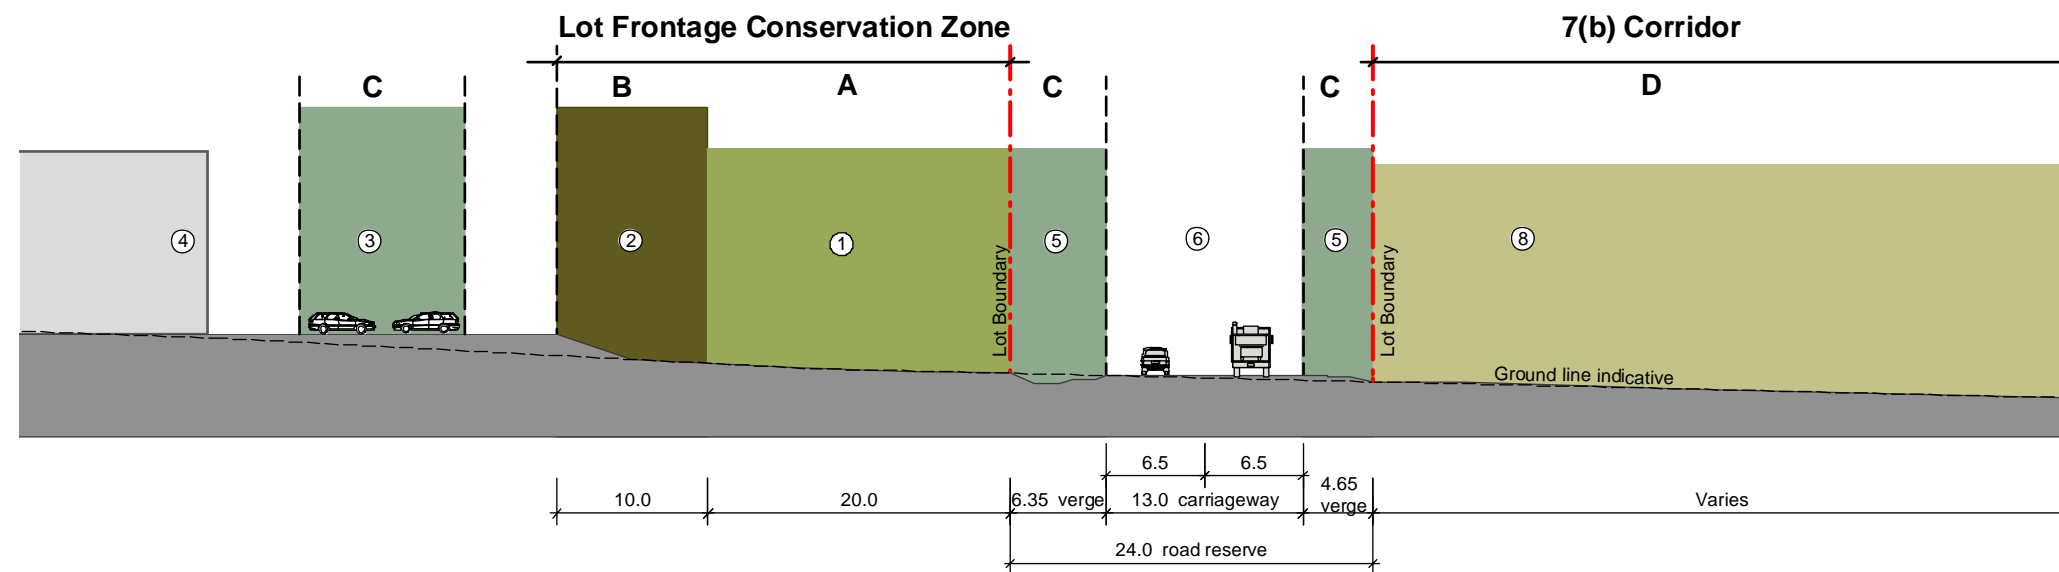 Lot Frontage Conservation Zone
7(b) Corridor
C
B
A
C
C
D
4
3
2
1
5
6
5
8
Lot Boundary
Lot Boundary
Ground line indicative
6.5
6.5
10.0
20.0
6.35 verge
13.0 carriageway
4.65
verge
Varies
24.0 road reserve